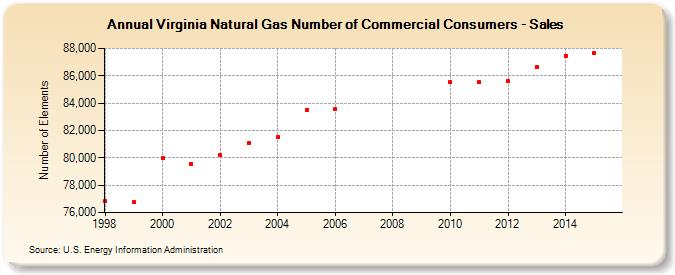 Annual Virginia Natural Gas Number of Commercial Consumers - Sales
Number of Elements
88,000
86,000
84,000
82,000
80,000
78,000
76,000
1998 2000 2002 2004 2006 2008 2010 2012 2014
Source: U.S. Energy Information Administration